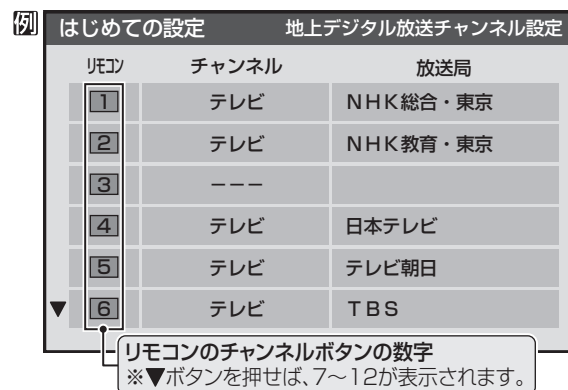 例
はじめての設定 地上デジタル放送チャンネル設定
リモコン チャンネル 放送局
1 テレビ NHK総合・東京
2 テレビ NHK教育・東京
3 −−−
4 テレビ 日本テレビ
5 テレビ テレビ朝日
▼ 6 テレビ TBS
リモコンのチャンネルボタンの数字
※▼ボタンを押せば、7〜12が表示されます。